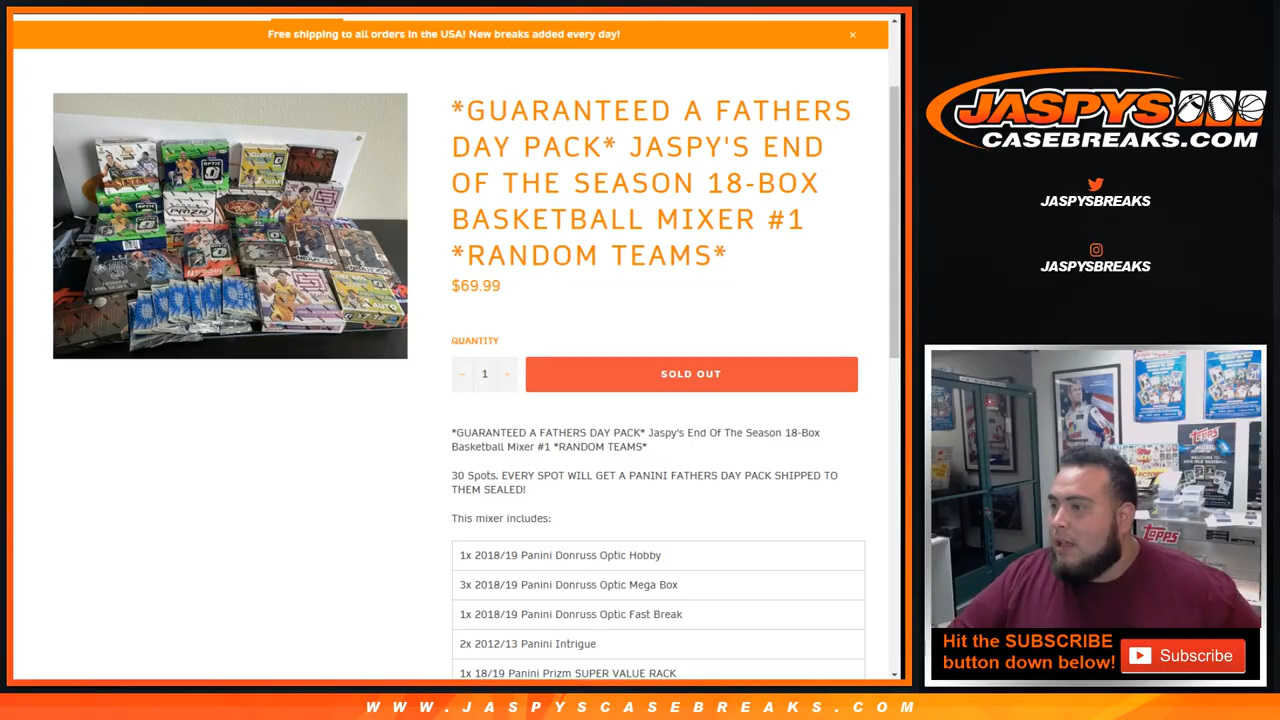 Free shipping to all orders in the USA! New breaks added every day!
×
*GUARANTEED A FATHERS
DAY PACK* JASPY'S END
OF THE SEASON 18-BOX
BASKETBALL MIXER #1
*RANDOM TEAMS*
$69.99
QUANTITY
− 1 +
SOLD OUT
*GUARANTEED A FATHERS DAY PACK* Jaspy's End Of The Season 18-Box
Basketball Mixer #1 *RANDOM TEAMS*
30 Spots. EVERY SPOT WILL GET A PANINI FATHERS DAY PACK SHIPPED TO
THEM SEALED!
This mixer includes:
1x 2018/19 Panini Donruss Optic Hobby
3x 2018/19 Panini Donruss Optic Mega Box
1x 2018/19 Panini Donruss Optic Fast Break
2x 2012/13 Panini Intrigue
1x 18/19 Panini Prizm SUPER VALUE RACK
OPTIC
PRIZM
AUTO
JASPYS
CASEBREAKS.COM
JASPYSBREAKS
JASPYSBREAKS
TOPPS
TOPPS
Hit the SUBSCRIBE
button down below!
Subscribe
WWW.JASPYSCASEBREAKS.COM